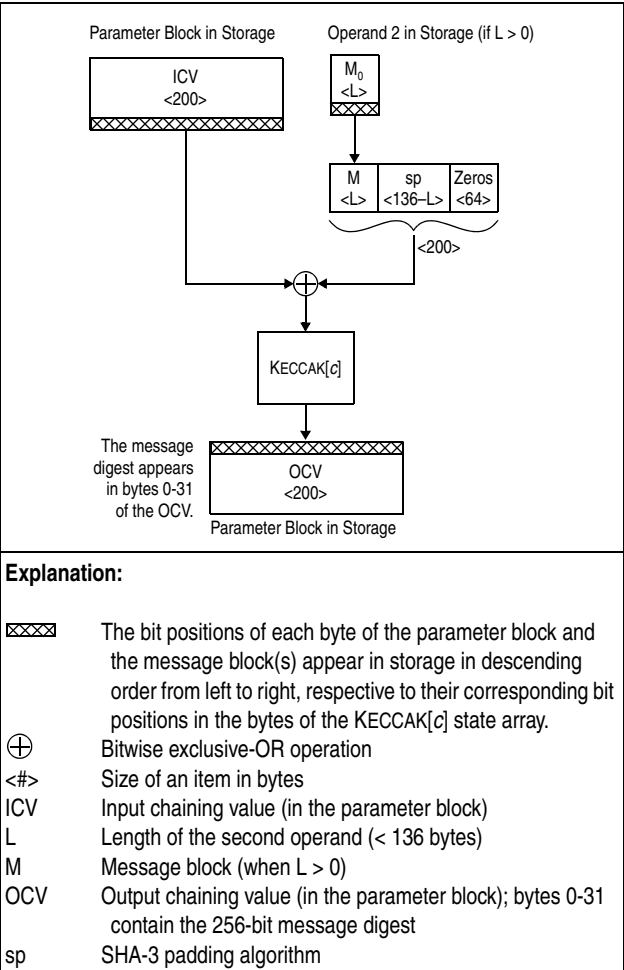 Parameter Block in Storage
Operand 2 in Storage (if L > 0)
ICV
<200>
M0
<L>
M
<L>
sp
<136–L>
Zeros
<64>
<200>
KECCAK[c]
The message
digest appears
in bytes 0-31
of the OCV.
OCV
<200>
Parameter Block in Storage
Explanation:
The bit positions of each byte of the parameter block and
the message block(s) appear in storage in descending
order from left to right, respective to their corresponding bit
positions in the bytes of the KECCAK[c] state array.
Bitwise exclusive-OR operation
<#> Size of an item in bytes
ICV Input chaining value (in the parameter block)
L Length of the second operand (< 136 bytes)
M Message block (when L > 0)
OCV Output chaining value (in the parameter block); bytes 0-31
contain the 256-bit message digest
sp SHA-3 padding algorithm